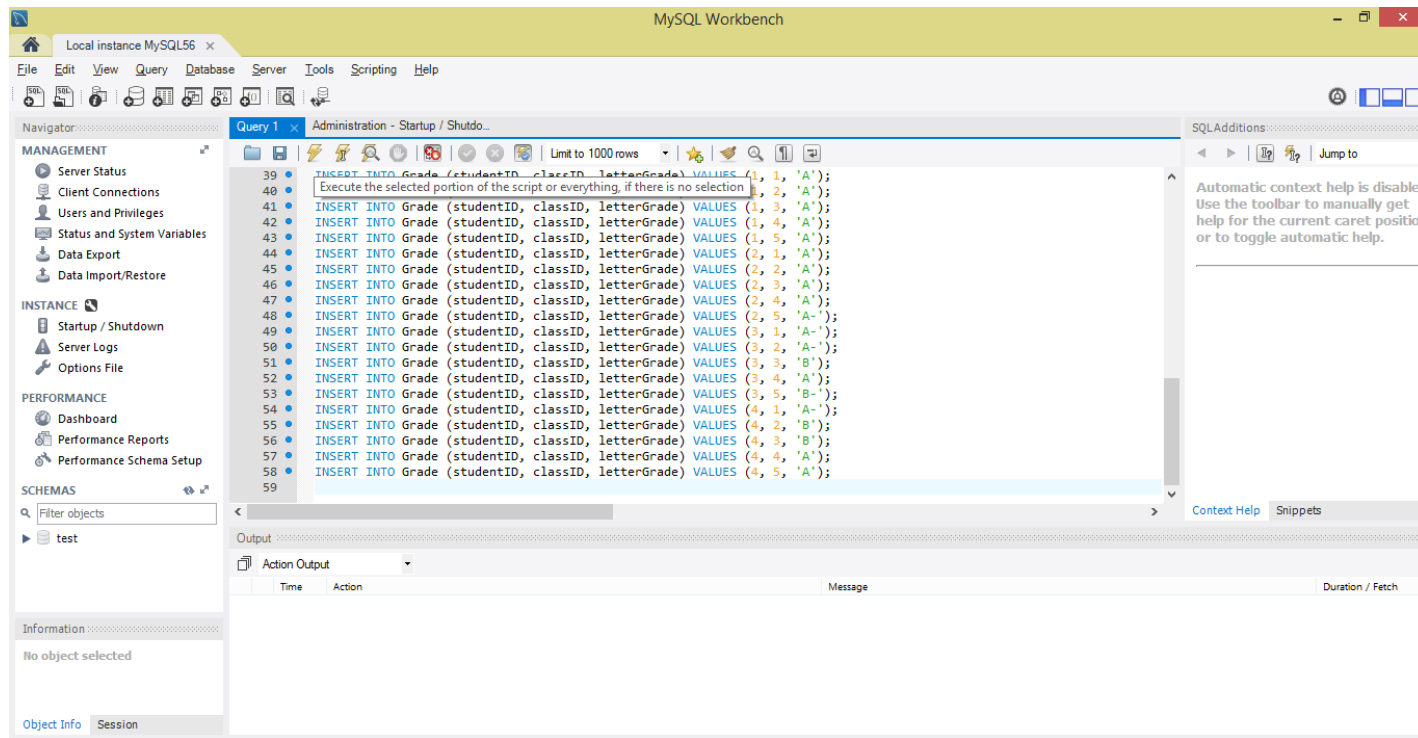 MySQL Workbench
Local instance MySQL56 ×
File Edit View Query Database Server Tools Scripting Help
Navigator
MANAGEMENT
Server Status
Client Connections
Users and Privileges
Status and System Variables
Data Export
Data Import/Restore
INSTANCE
Startup / Shutdown
Server Logs
Options File
PERFORMANCE
Dashboard
Performance Reports
Performance Schema Setup
SCHEMAS
Filter objects
test
Information
No object selected
Object Info Session
Query 1 × Administration - Startup / Shutdo...
Limit to 1000 rows
39 INSERT INTO Grade (studentID, classID, letterGrade) VALUES (1, 1, 'A');
Execute the selected portion of the script or everything, if there is no selection
40 , 2, 'A');
41 INSERT INTO Grade (studentID, classID, letterGrade) VALUES (1, 3, 'A');
42 INSERT INTO Grade (studentID, classID, letterGrade) VALUES (1, 4, 'A');
43 INSERT INTO Grade (studentID, classID, letterGrade) VALUES (1, 5, 'A');
44 INSERT INTO Grade (studentID, classID, letterGrade) VALUES (2, 1, 'A');
45 INSERT INTO Grade (studentID, classID, letterGrade) VALUES (2, 2, 'A');
46 INSERT INTO Grade (studentID, classID, letterGrade) VALUES (2, 3, 'A');
47 INSERT INTO Grade (studentID, classID, letterGrade) VALUES (2, 4, 'A');
48 INSERT INTO Grade (studentID, classID, letterGrade) VALUES (2, 5, 'A-');
49 INSERT INTO Grade (studentID, classID, letterGrade) VALUES (3, 1, 'A-');
50 INSERT INTO Grade (studentID, classID, letterGrade) VALUES (3, 2, 'A-');
51 INSERT INTO Grade (studentID, classID, letterGrade) VALUES (3, 3, 'B');
52 INSERT INTO Grade (studentID, classID, letterGrade) VALUES (3, 4, 'A');
53 INSERT INTO Grade (studentID, classID, letterGrade) VALUES (3, 5, 'B-');
54 INSERT INTO Grade (studentID, classID, letterGrade) VALUES (4, 1, 'A-');
55 INSERT INTO Grade (studentID, classID, letterGrade) VALUES (4, 2, 'B');
56 INSERT INTO Grade (studentID, classID, letterGrade) VALUES (4, 3, 'B');
57 INSERT INTO Grade (studentID, classID, letterGrade) VALUES (4, 4, 'A');
58 INSERT INTO Grade (studentID, classID, letterGrade) VALUES (4, 5, 'A');
59
Output
Action Output
Time Action Message Duration / Fetch
SQLAdditions
Jump to
Automatic context help is disable
Use the toolbar to manually get
help for the current caret positio
or to toggle automatic help.
Context Help Snippets